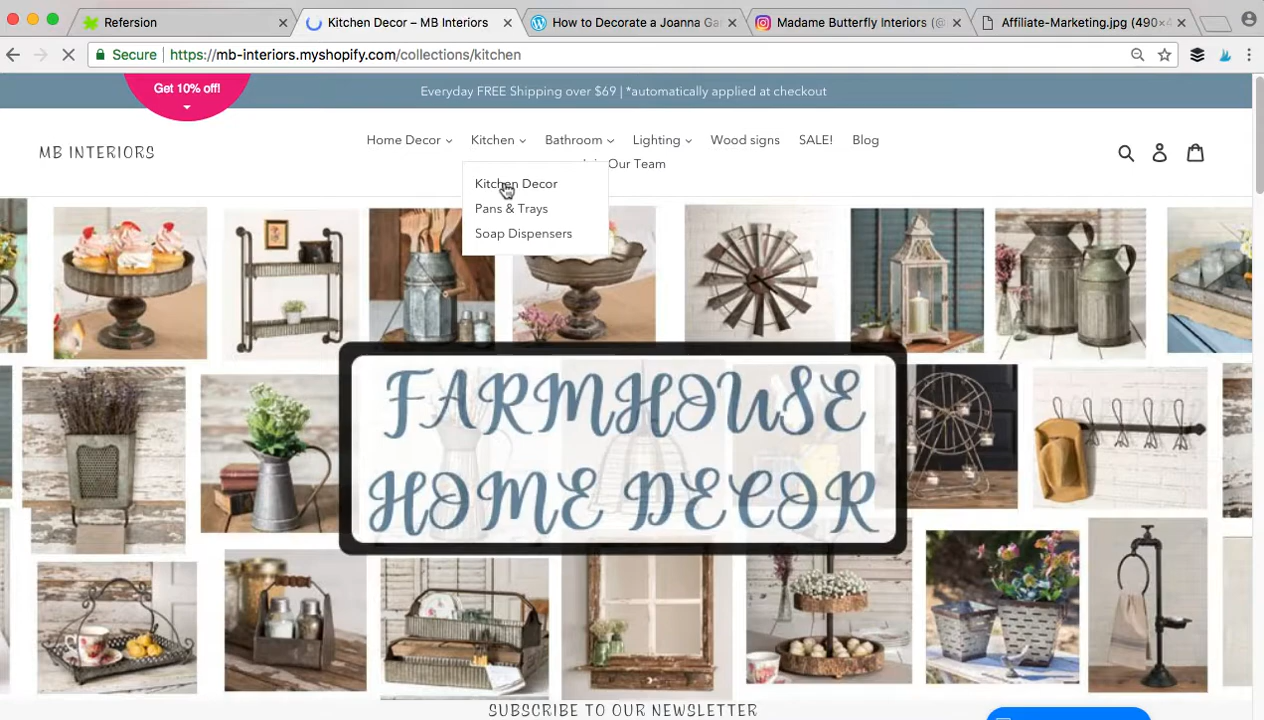 Refersion
Kitchen Decor – MB Interiors
How to Decorate a Joanna Ga
Madame Butterfly Interiors (@
Affiliate-Marketing.jpg (490×4
Secure
https://mb-interiors.myshopify.com/collections/kitchen
Get 10% off!
Everyday FREE Shipping over $69 | *automatically applied at checkout
MB INTERIORS
Home Decor
Kitchen
Bathroom
Lighting
Wood signs
SALE!
Blog
Our Team
Kitchen Decor
Pans & Trays
Soap Dispensers
FARMHOUSE
HOME DECOR
SUBSCRIBE TO OUR NEWSLETTER